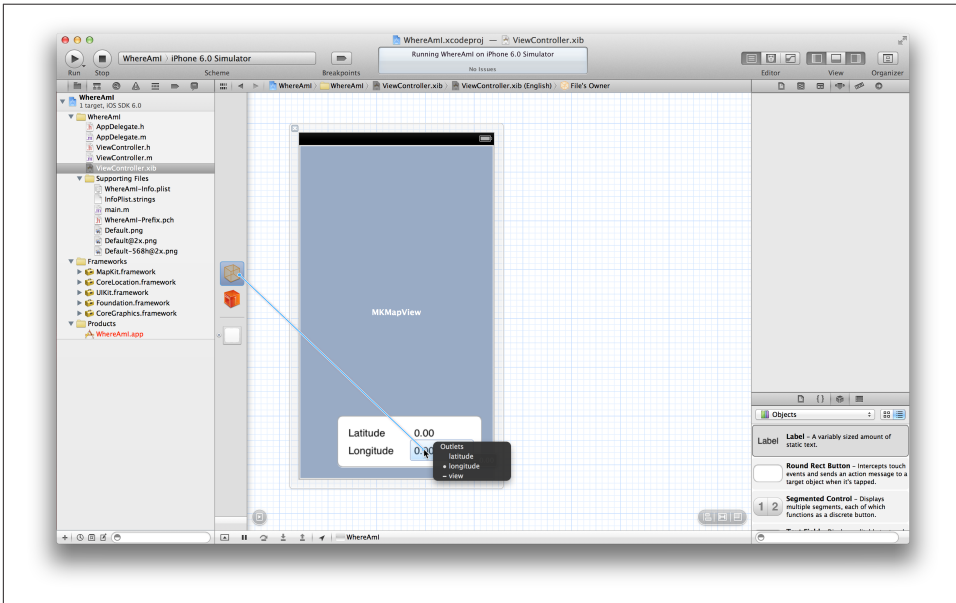 WhereAmI.xcodeproj — ViewController.xib
WhereAmI › iPhone 6.0 Simulator
Running WhereAmI on iPhone 6.0 Simulator
No Issues
Run Stop Scheme Breakpoints Editor View Organizer
WhereAmI › WhereAmI › ViewController.xib › ViewController.xib (English) › File's Owner
WhereAmI
1 target, iOS SDK 6.0
WhereAmI
AppDelegate.h
AppDelegate.m
ViewController.h
ViewController.m
ViewController.xib
Supporting Files
WhereAmI-Info.plist
InfoPlist.strings
main.m
WhereAmI-Prefix.pch
Default.png
Default@2x.png
Default-568h@2x.png
Frameworks
MapKit.framework
CoreLocation.framework
UIKit.framework
Foundation.framework
CoreGraphics.framework
Products
WhereAmI.app
MKMapView
Latitude 0.00
Longitude 0.00
Outlets
latitude
longitude
view
Objects
Label
Label – A variably sized amount of
static text.
Round Rect Button – Intercepts touch
events and sends an action message to a
target object when it's tapped.
1 2
Segmented Control – Displays
multiple segments, each of which
functions as a discrete button.
WhereAmI